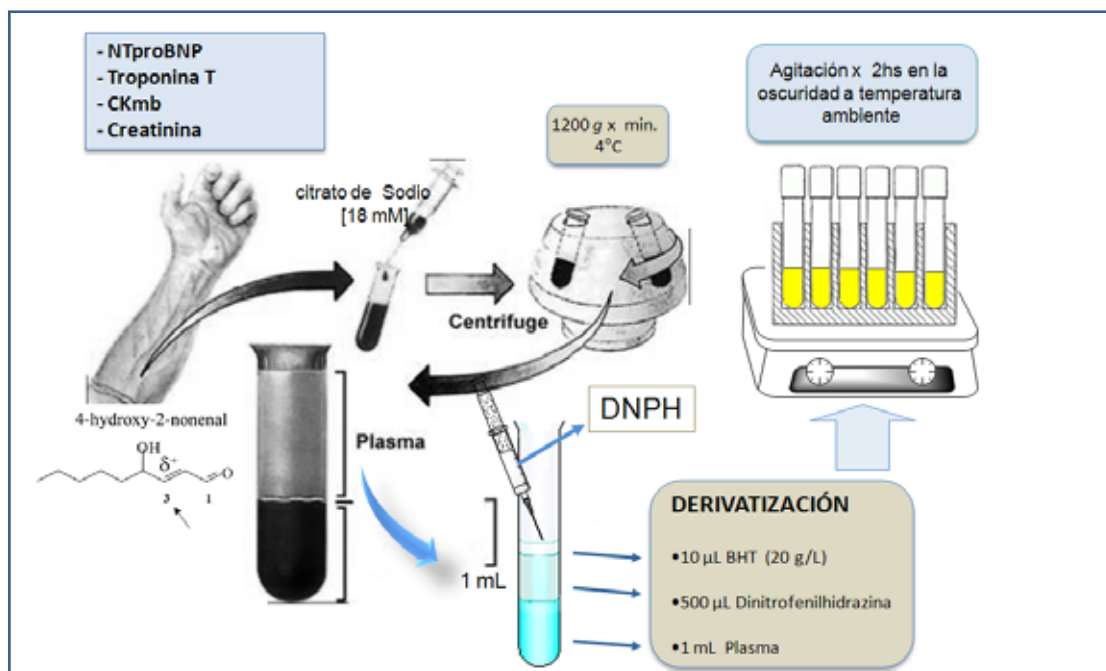 - NTproBNP
- Troponina T
- CKmb
- Creatinina
citrato de Sodio
[18 mM]
1200 g x min.
4°C
Agitación x 2hs en la
oscuridad a temperatura
ambiente
Centrifuge
4-hydroxy-2-nonenal
OH
δ+
O
3
1
Plasma
DNPH
1 mL
DERIVATIZACIÓN
•10 µL BHT (20 g/L)
•500 µL Dinitrofenilhidrazina
•1 mL Plasma